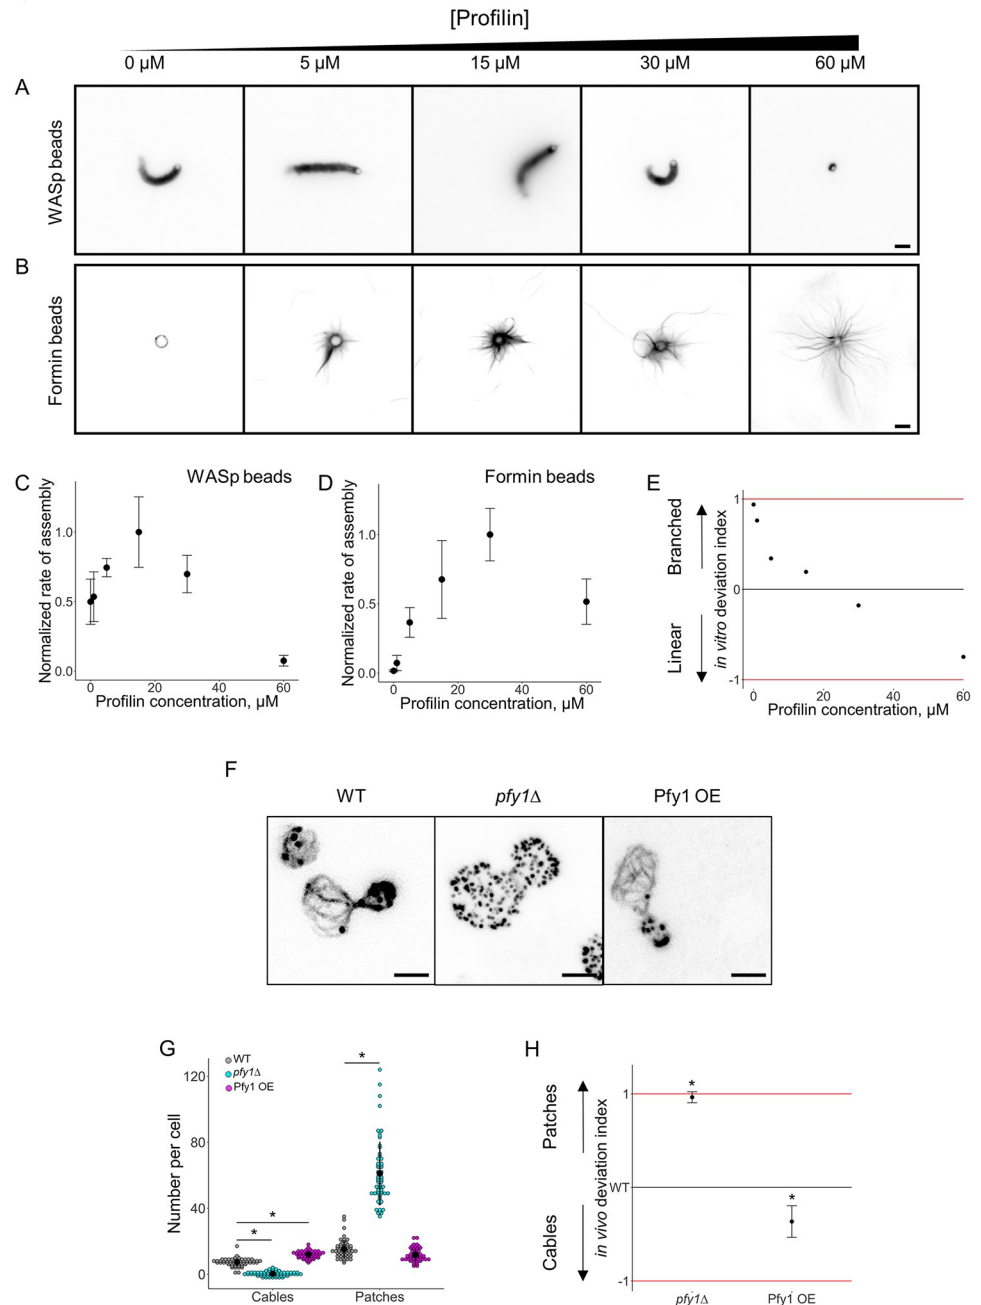 [Profilin]
0 µM 5 µM 15 µM 30 µM 60 µM
A
WASp beads
B
Formin beads
C
WASp beads
Normalized rate of assembly
1.0
0.5
0.0
0 20 40 60
Profilin concentration, µM
D
Formin beads
Normalized rate of assembly
1.0
0.5
0.0
0 20 40 60
Profilin concentration, µM
E
Branched
Linear
in vitro deviation index
1
0
-1
0 20 40 60
Profilin concentration, µM
F
WT pfy1Δ Pfy1 OE
G
WT
pfy1Δ
Pfy1 OE
Number per cell
120
80
40
0
*
*
*
Cables Patches
H
Patches
Cables
in vivo deviation index
1
WT
-1
*
*
pfy1Δ Pfy1 OE